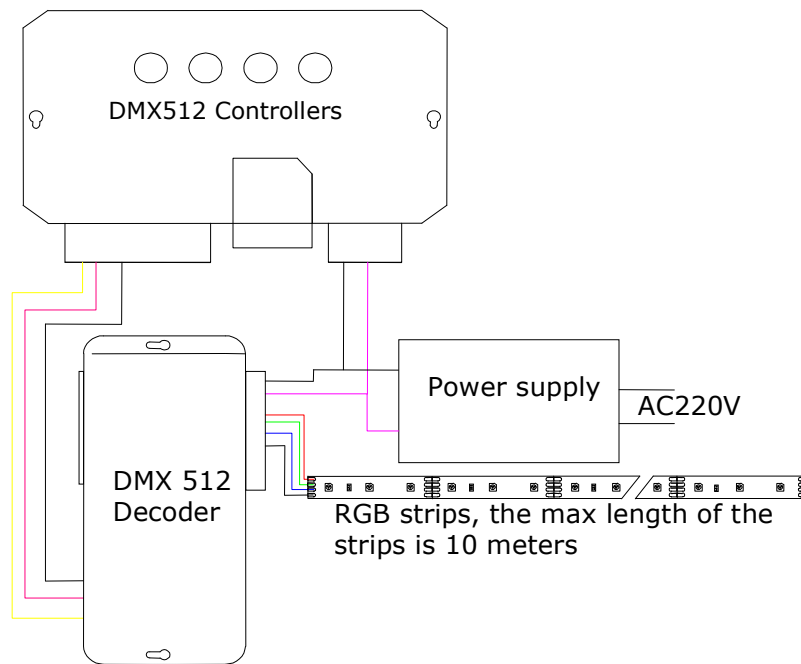 DMX512 Controllers
Power supply
AC220V
DMX 512
Decoder
RGB strips, the max length of the
strips is 10 meters